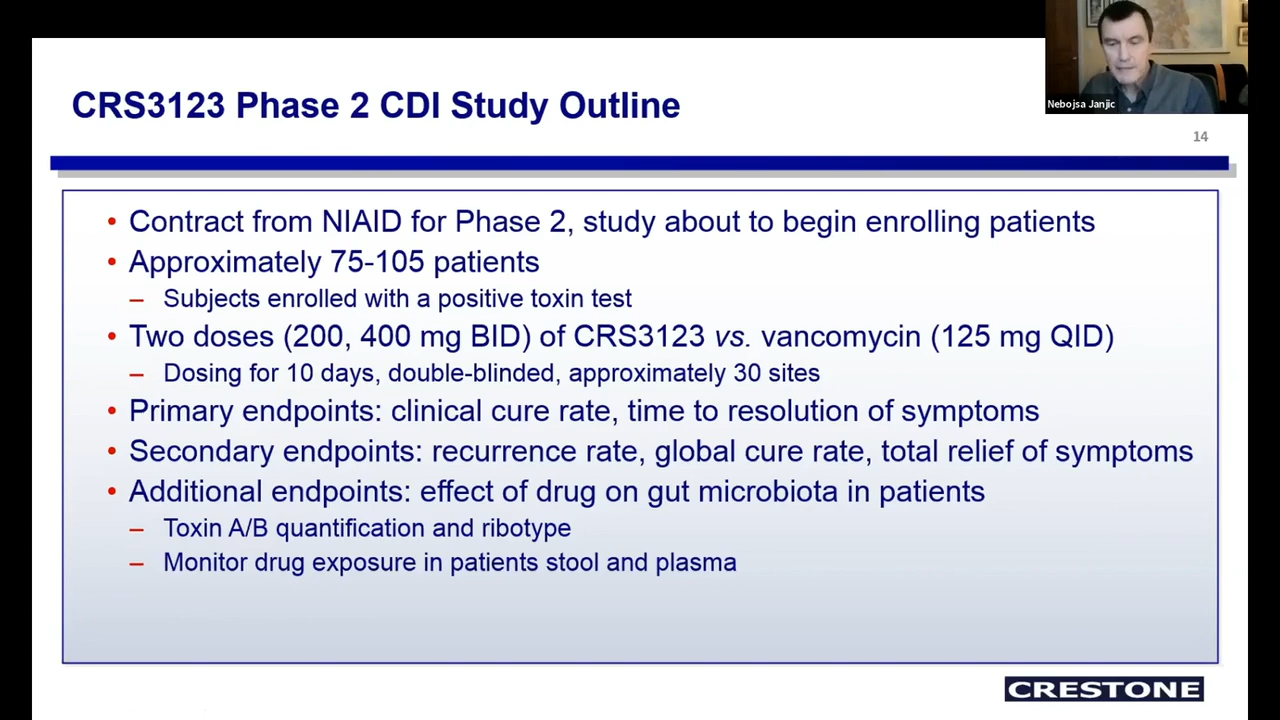 Nebojsa Janjic
CRS3123 Phase 2 CDI Study Outline
14
• Contract from NIAID for Phase 2, study about to begin enrolling patients
• Approximately 75-105 patients
– Subjects enrolled with a positive toxin test
• Two doses (200, 400 mg BID) of CRS3123 vs. vancomycin (125 mg QID)
– Dosing for 10 days, double-blinded, approximately 30 sites
• Primary endpoints: clinical cure rate, time to resolution of symptoms
• Secondary endpoints: recurrence rate, global cure rate, total relief of symptoms
• Additional endpoints: effect of drug on gut microbiota in patients
– Toxin A/B quantification and ribotype
– Monitor drug exposure in patients stool and plasma
CRESTONE